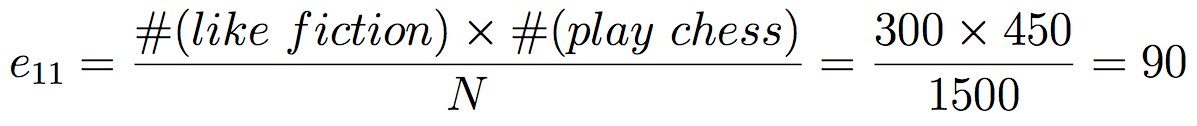 e₁₁ = #(like fiction) × #(play chess) / N = 300 × 450 / 1500 = 90